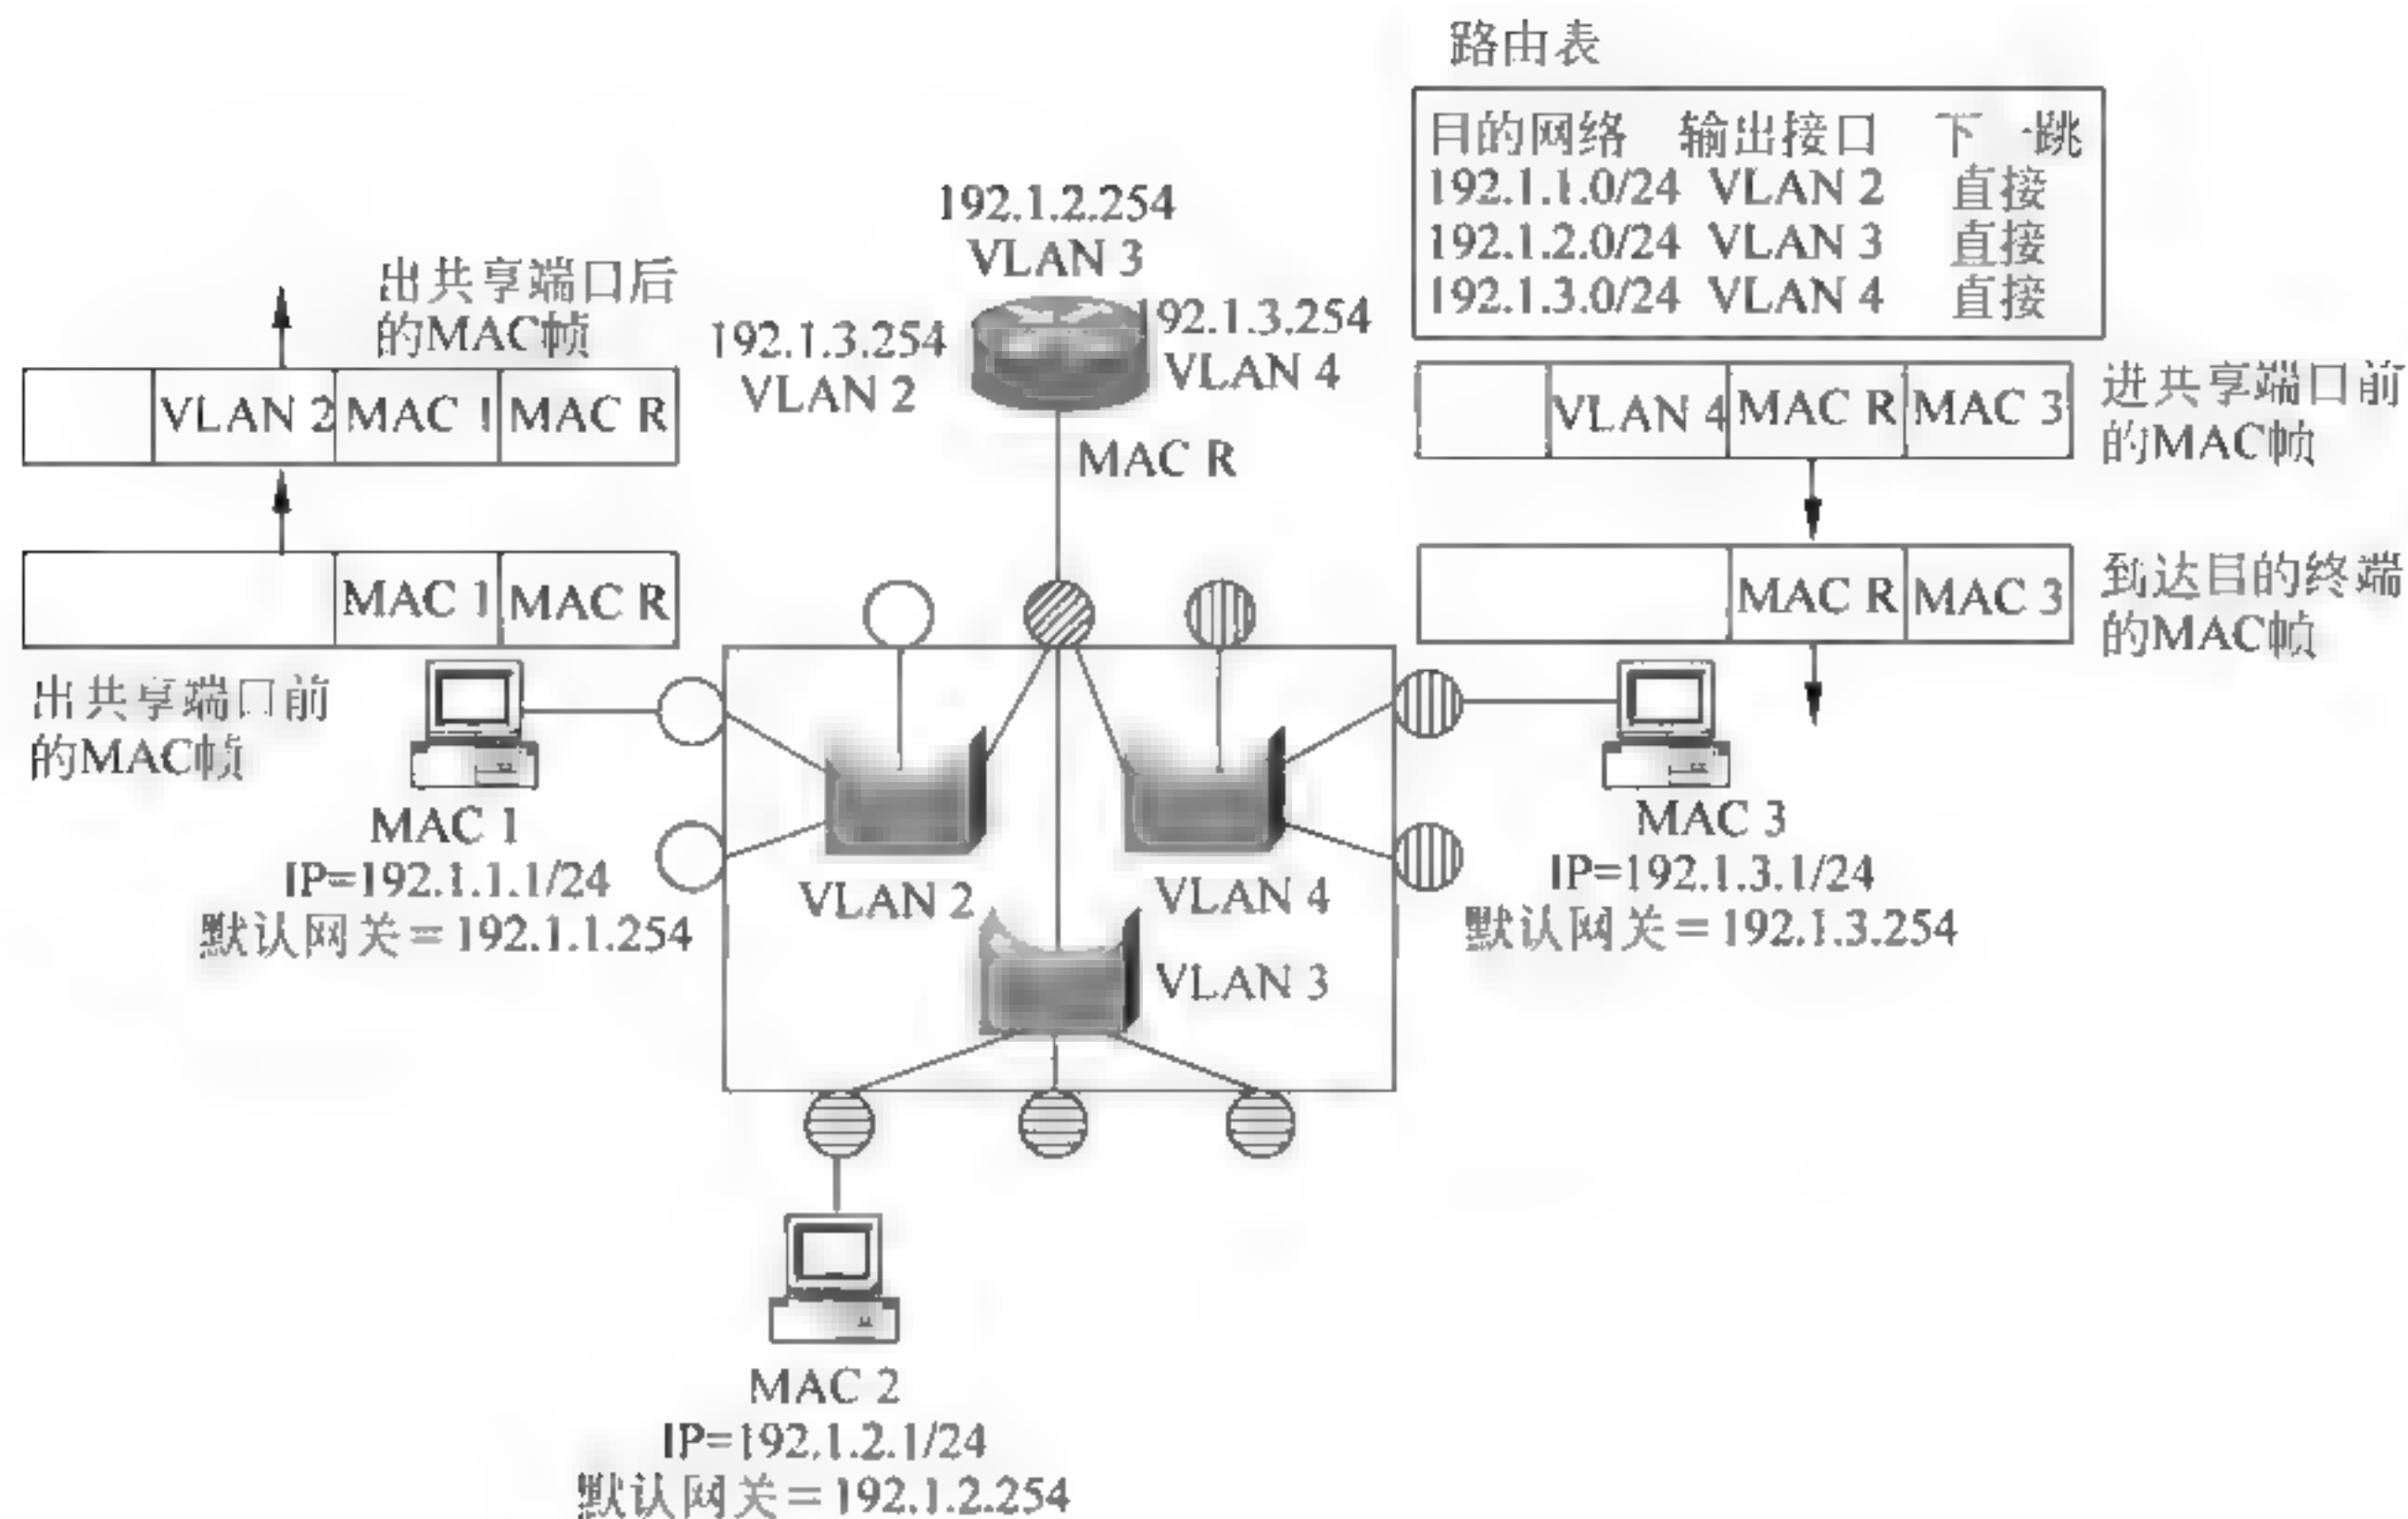 路由表
目的网络 输出接口 下一跳
192.1.1.0/24 VLAN 2 直接
192.1.2.0/24 VLAN 3 直接
192.1.3.0/24 VLAN 4 直接
192.1.2.254
VLAN 3
192.1.3.254
VLAN 2
192.1.3.254
VLAN 4
MAC R
出共享端口后
的MAC帧
VLAN 2 MAC 1 MAC R
MAC 1 MAC R
出共享端口前
的MAC帧
VLAN 4 MAC R MAC 3
进共享端口前
的MAC帧
MAC R MAC 3
到达目的终端
的MAC帧
MAC 1
IP=192.1.1.1/24
默认网关=192.1.1.254
VLAN 2
VLAN 4
VLAN 3
MAC 3
IP=192.1.3.1/24
默认网关=192.1.3.254
MAC 2
IP=192.1.2.1/24
默认网关=192.1.2.254